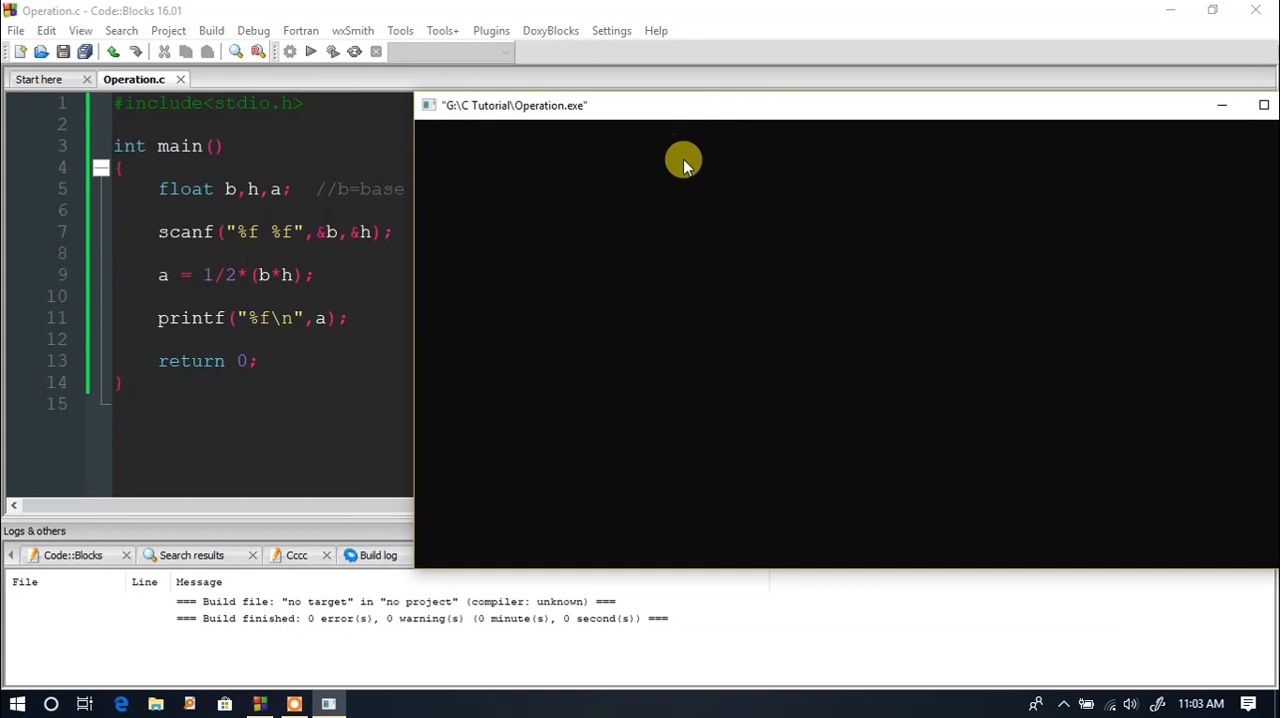 Operation.c - Code::Blocks 16.01
File Edit View Search Project Build Debug Fortran wxSmith Tools Tools+ Plugins DoxyBlocks Settings Help
Start here Operation.c
"G:\C Tutorial\Operation.exe"
1 #include<stdio.h>
2
3 int main()
4 {
5 float b,h,a; //b=base
6
7 scanf("%f %f",&b,&h);
8
9 a = 1/2*(b*h);
10
11 printf("%f\n",a);
12
13 return 0;
14 }
15
Logs & others
Code::Blocks Search results Cccc Build log
File Line Message
=== Build file: "no target" in "no project" (compiler: unknown) ===
=== Build finished: 0 error(s), 0 warning(s) (0 minute(s), 0 second(s)) ===
11:03 AM